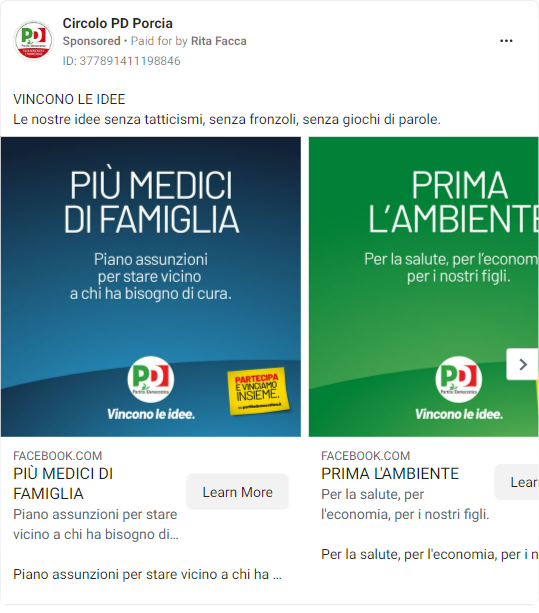 Circolo PD Porcia
Sponsored • Paid for by Rita Facca
ID: 377891411198846
VINCONO LE IDEE
Le nostre idee senza tatticismi, senza fronzoli, senza giochi di parole.
PIÙ MEDICI
DI FAMIGLIA
Piano assunzioni
per stare vicino
a chi ha bisogno di cura.
PD
Partito Democratico
Vincono le idee.
PARTECIPA
E VINCIAMO
INSIEME.
PRIMA
L'AMBIENTE
Per la salute, per l'econom
per i nostri figli.
PD
Partito Democratico
Vincono le idee.
FACEBOOK.COM
PIÙ MEDICI DI
FAMIGLIA
Piano assunzioni per stare
vicino a chi ha bisogno di...
Learn More
Piano assunzioni per stare vicino a chi ha ...
FACEBOOK.COM
PRIMA L'AMBIENTE
Per la salute, per
l'economia, per i nostri figli.
Lear
Per la salute, per l'economia, per i n